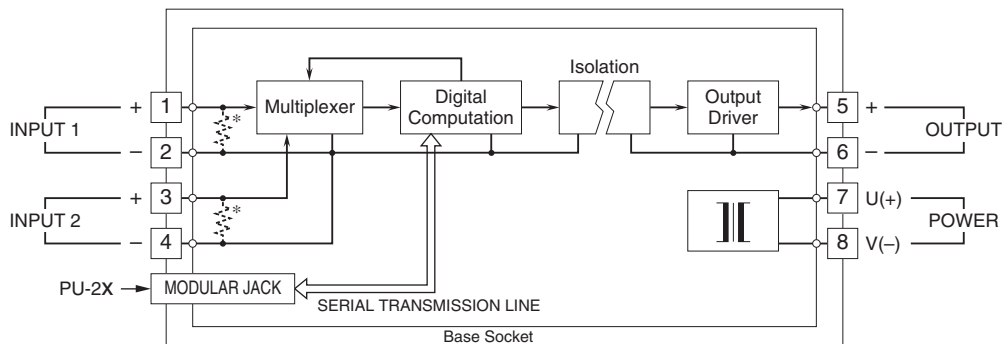 Isolation
1
+
INPUT 1
–
2
*
Multiplexer
Digital
Computation
Output
Driver
5
+
OUTPUT
6
–
3
+
INPUT 2
–
4
*
7
U(+)
POWER
8
V(–)
PU-2X
MODULAR JACK
SERIAL TRANSMISSION LINE
Base Socket